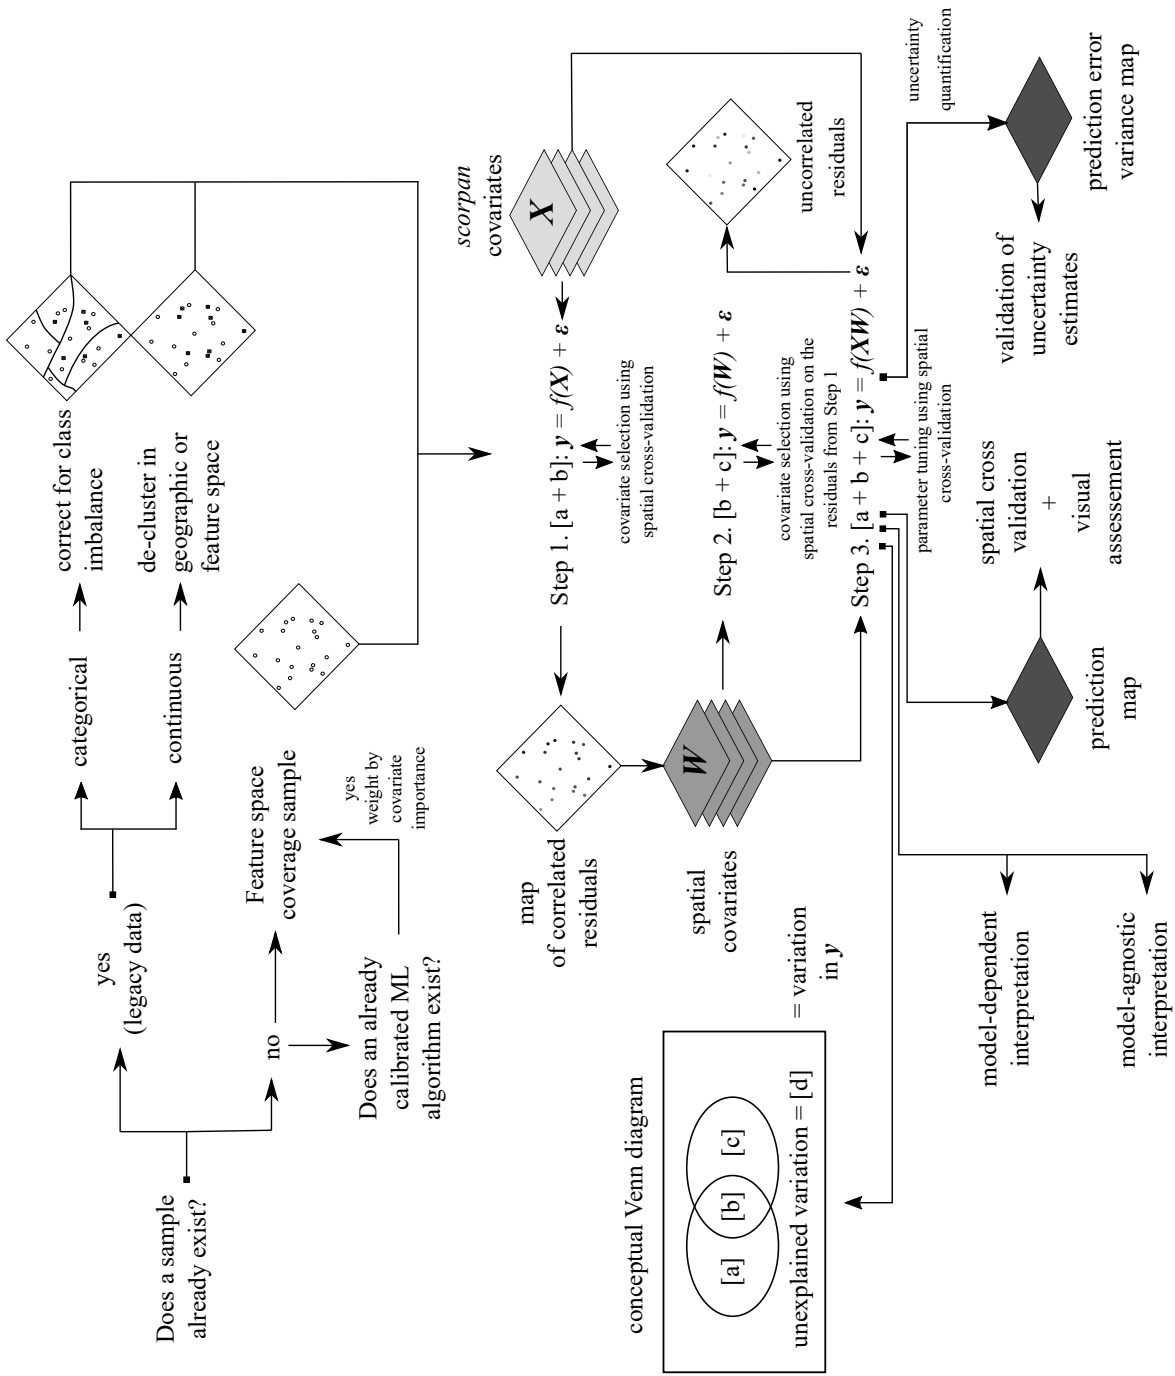 Does a sample
already exist?
yes
(legacy data)
no
Does an already
calibrated ML
algorithm exist?
categorical
continuous
Feature space
coverage sample
yes
weight by
covariate
importance
correct for class
imbalance
de-cluster in
geographic or
feature space
scorpan
covariates
X
map
of correlated
residuals
Step 1. [a + b]: y = f(X) + ε
covariate selection using
spatial cross-validation
spatial
covariates
W
Step 2. [b + c]: y = f(W) + ε
covariate selection using
spatial cross-validation on the
residuals from Step 1
uncorrelated
residuals
Step 3. [a + b + c]: y = f(XW) + ε
parameter tuning using spatial
cross-validation
uncertainty
quantification
conceptual Venn diagram
[a]
[b]
[c]
unexplained variation = [d]
= variation
in y
model-dependent
interpretation
model-agnostic
interpretation
prediction
map
spatial cross
validation
+
visual
assessment
validation of
uncertainty
estimates
prediction error
variance map